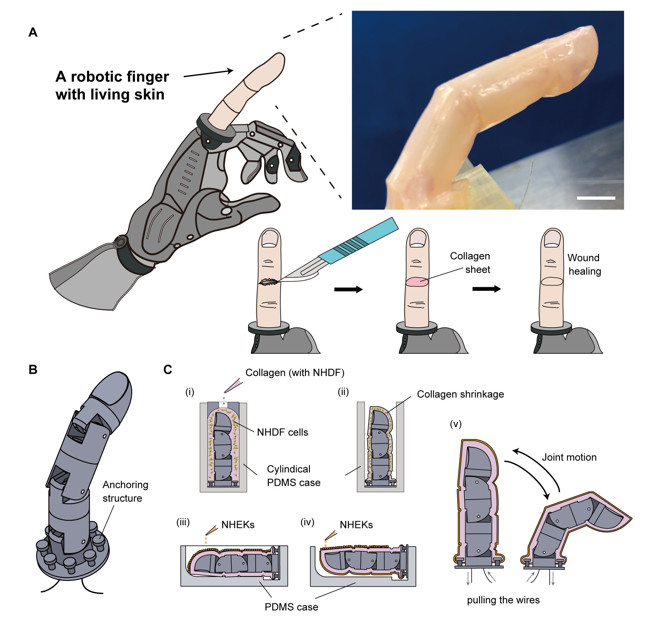 A
A robotic finger
with living skin
Collagen
sheet
Wound
healing
B
Anchoring
structure
C
Collagen (with NHDF)
(i)
NHDF cells
Cylindical
PDMS case
(ii)
Collagen shrinkage
(iii)
NHEKs
(iv)
NHEKs
PDMS case
(v)
Joint motion
pulling the wires